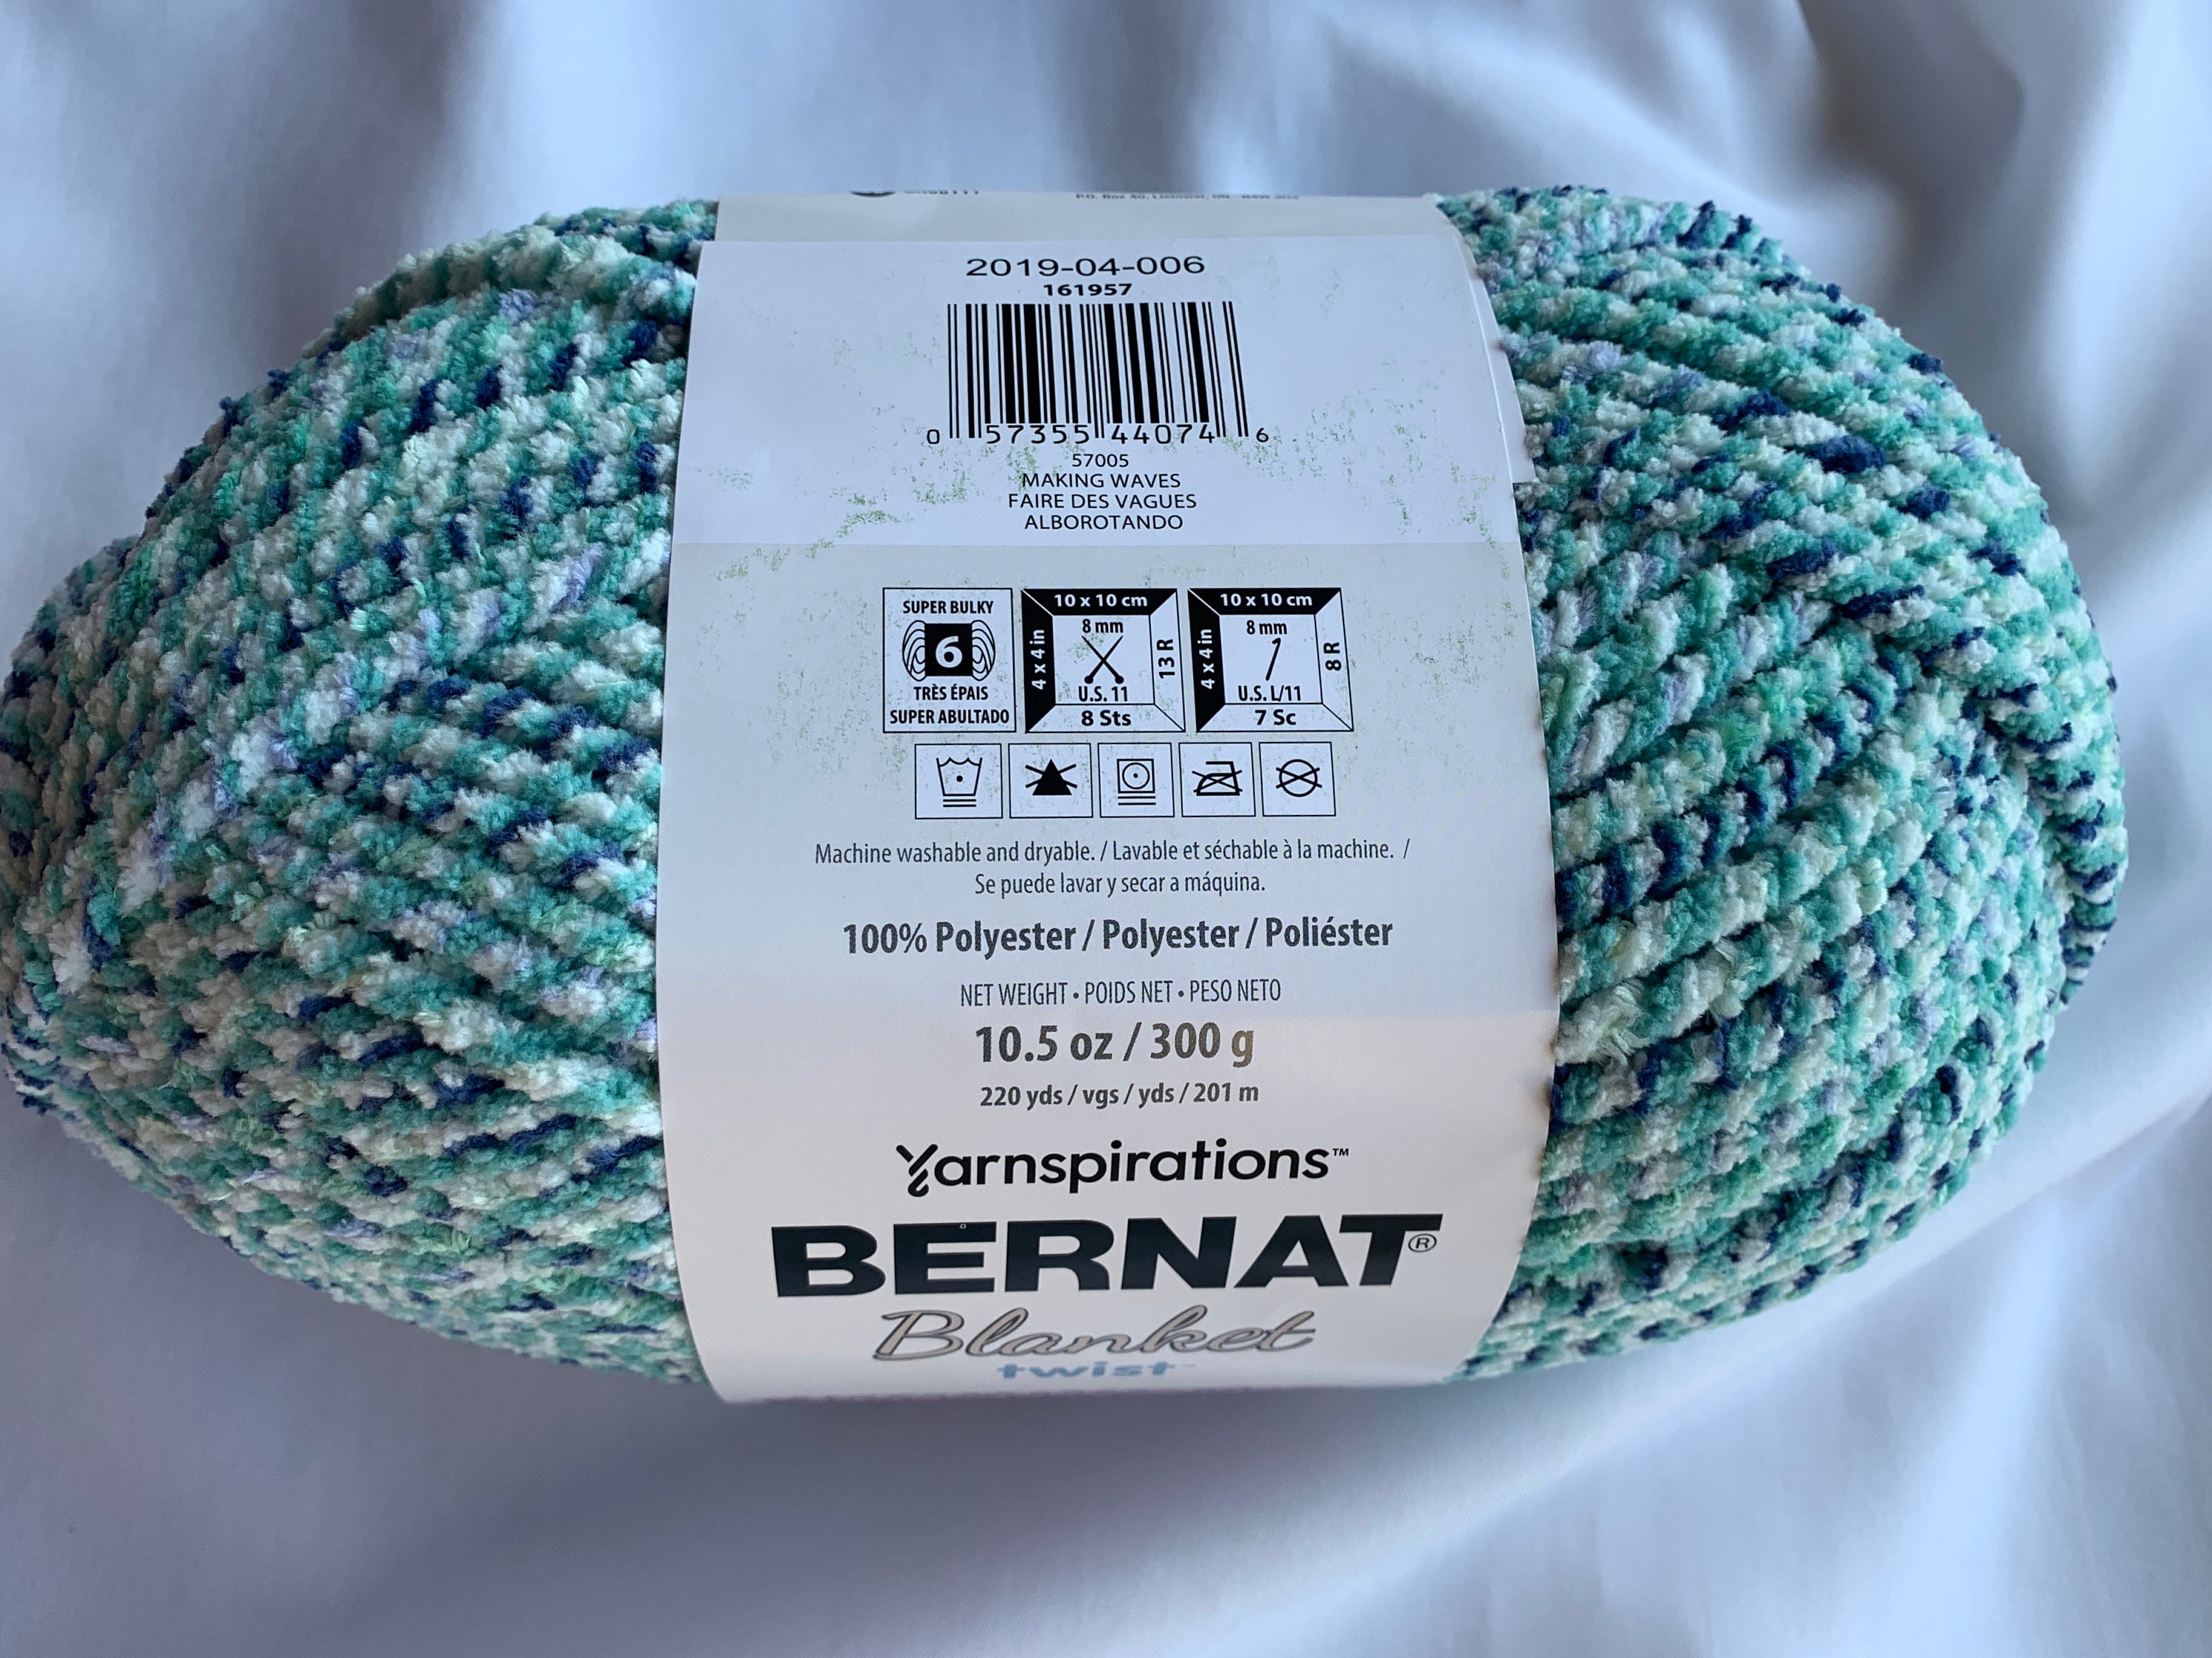 P.O. Box 40, Listowel, ON
2019-04-006
161957
0 57355 44074 6
57005
MAKING WAVES
FAIRE DES VAGUES
ALBOROTANDO
SUPER BULKY
6
TRÈS ÉPAIS
SUPER ABULTADO
10 x 10 cm
4 x 4 in
8 mm
U.S. 11
13 R
8 Sts
10 x 10 cm
4 x 4 in
8 mm
U.S. L/11
8 R
7 Sc
Machine washable and dryable. / Lavable et séchable à la machine. /
Se puede lavar y secar a máquina.
100% Polyester / Polyester / Poliéster
NET WEIGHT • POIDS NET • PESO NETO
10.5 oz / 300 g
220 yds / vgs / yds / 201 m
Yarnspirations™
BERNAT®
Blanket
twist™